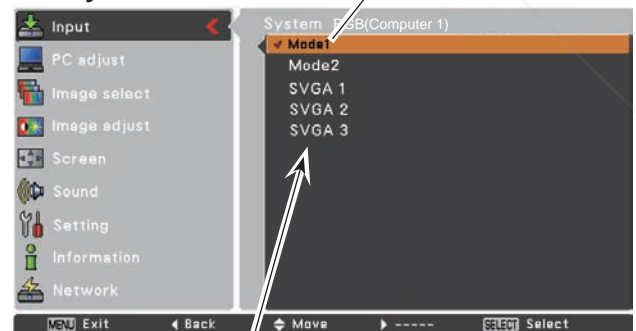 Input
PC adjust
Image select
Image adjust
Screen
Sound
Setting
Information
Network
System RGB(Computer 1)
✓ Mode1
Mode2
SVGA 1
SVGA 2
SVGA 3
MENU Exit ◀ Back ◆ Move ▶ ----- SELECT Select